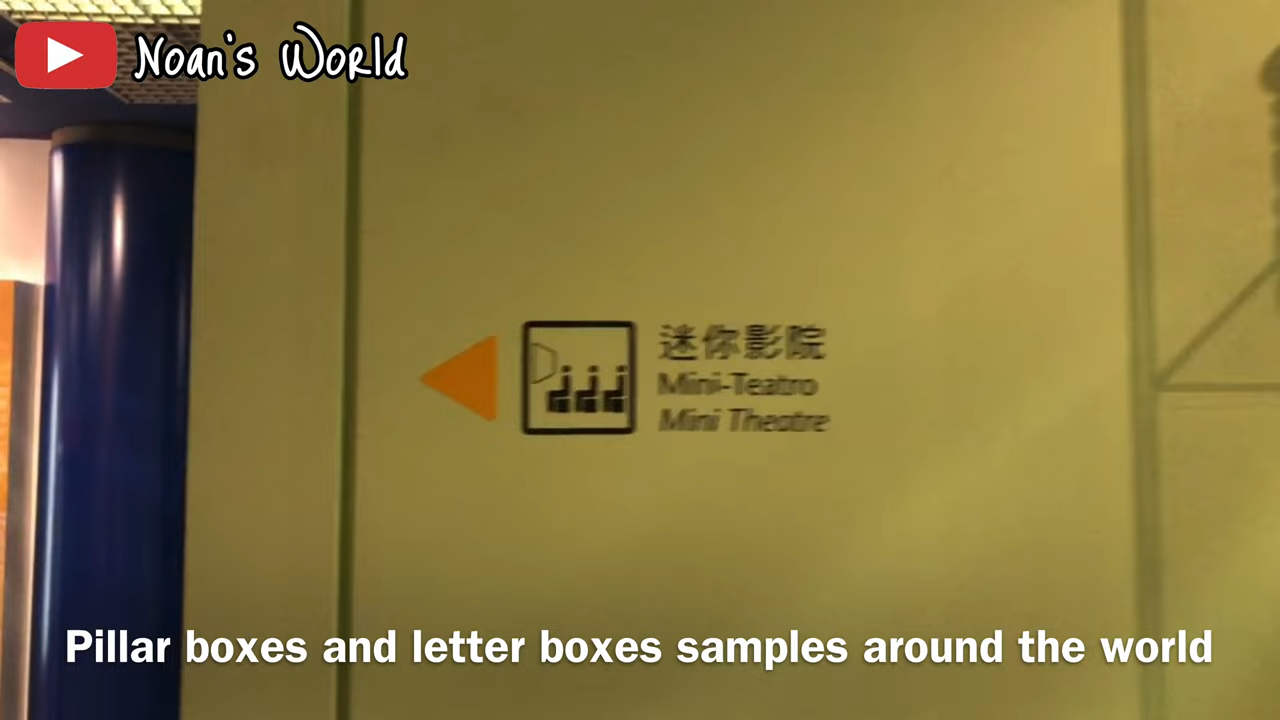 Noan's World
迷你影院
Mini-Teatro
Mini Theatre
Pillar boxes and letter boxes samples around the world